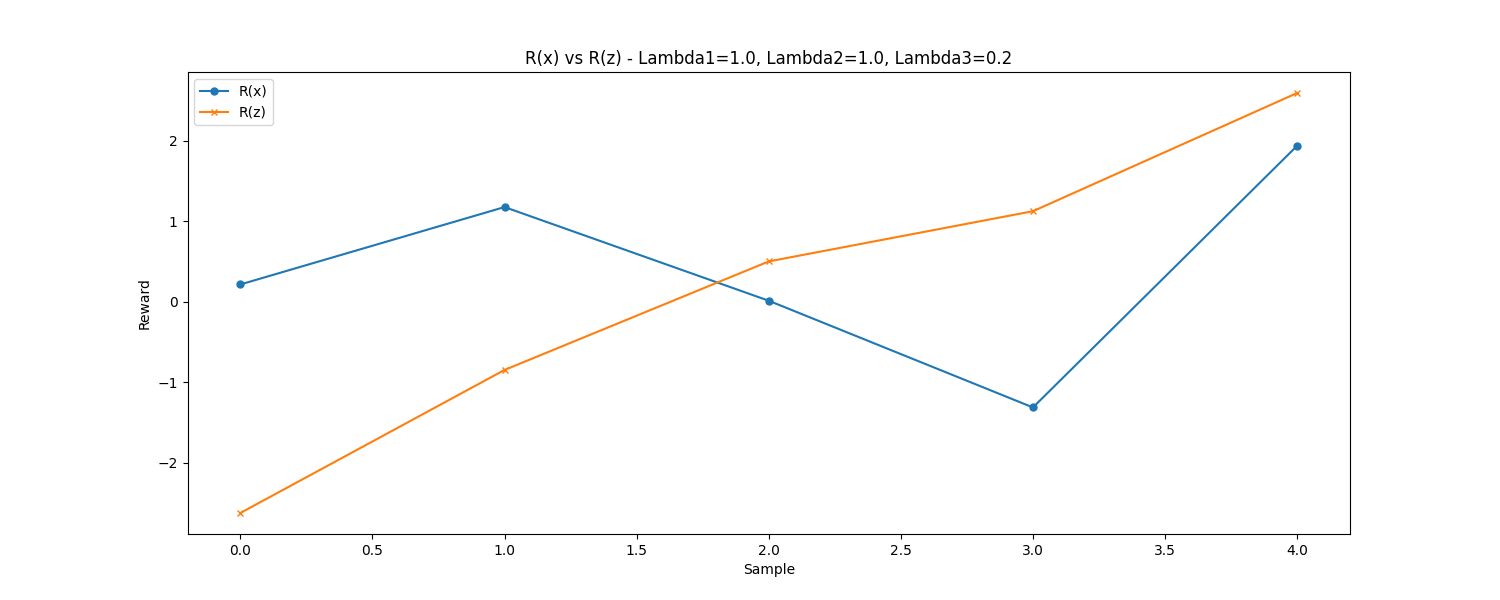 R(x) vs R(z) - Lambda1=1.0, Lambda2=1.0, Lambda3=0.2
R(x)
R(z)
2
1
0
−1
−2
Reward
0.0 0.5 1.0 1.5 2.0 2.5 3.0 3.5 4.0
Sample